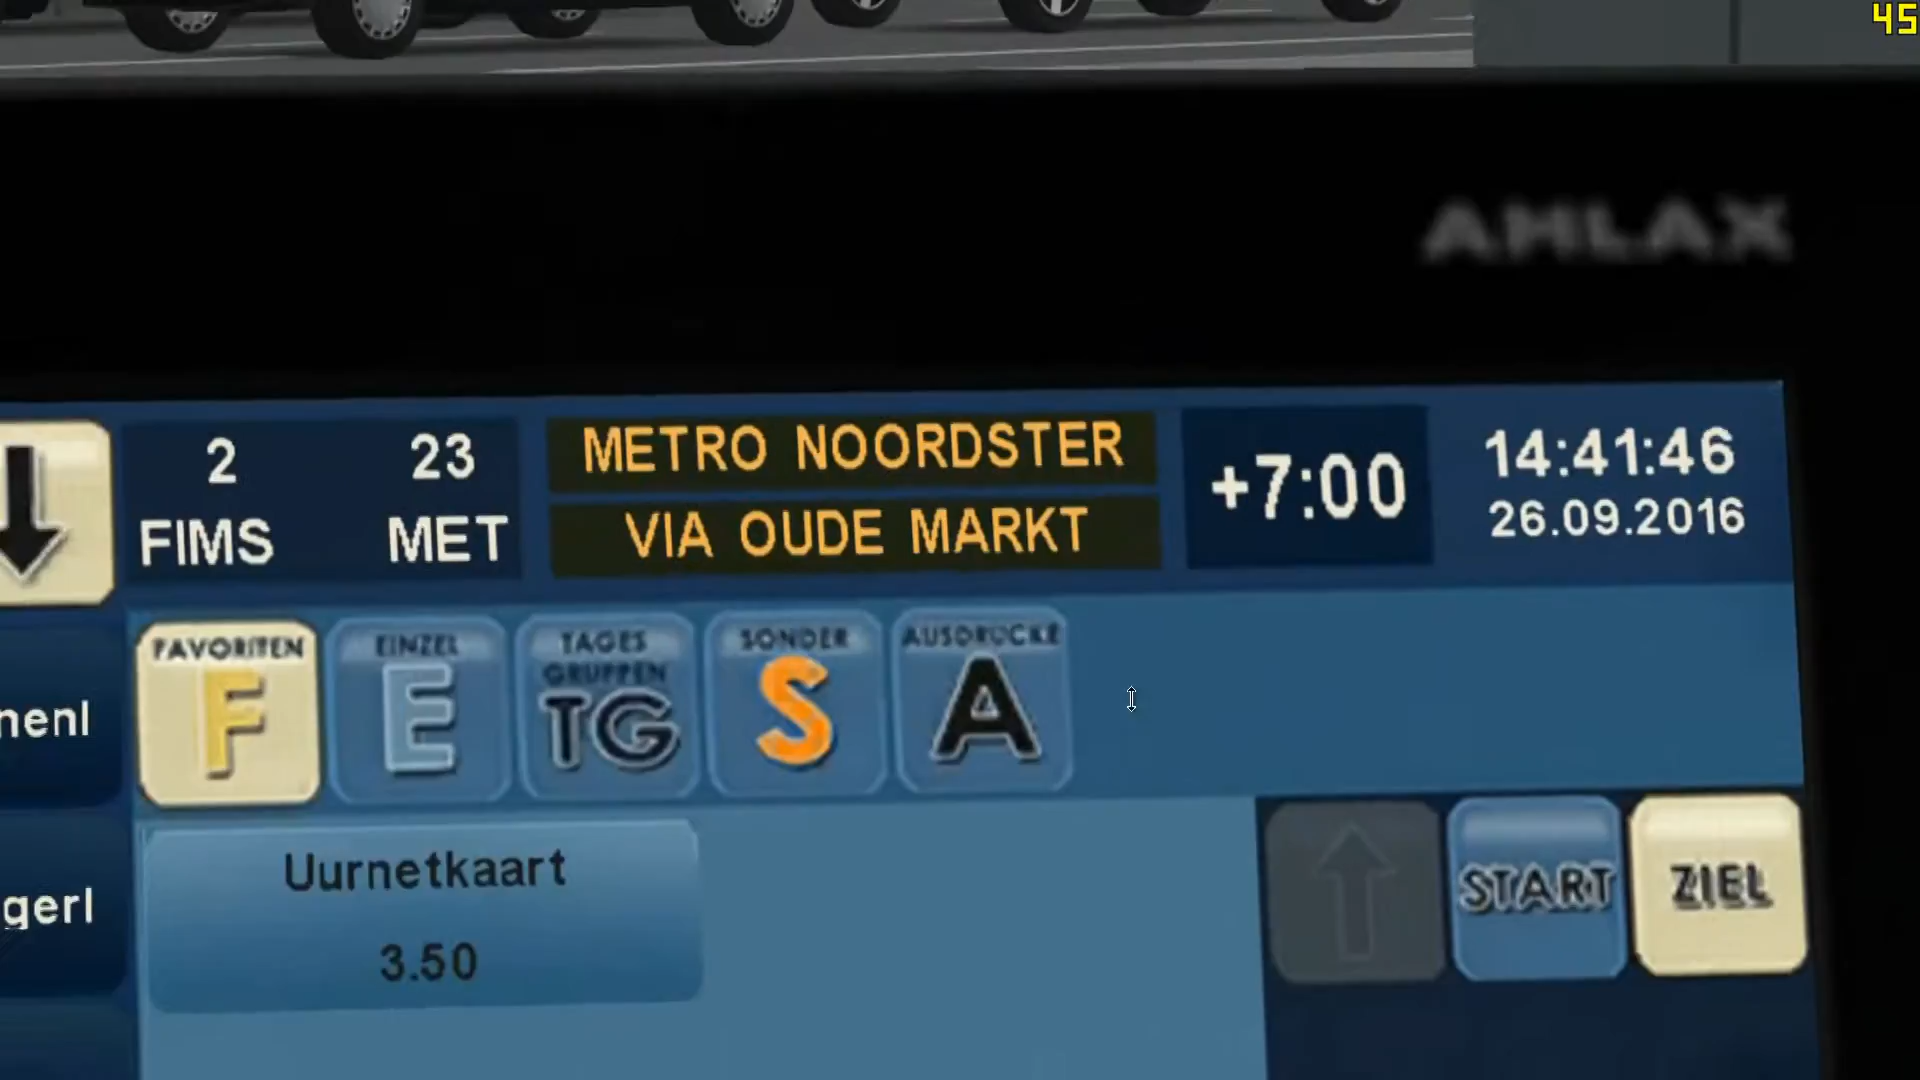 45
AHLAX
2 23
FIMS MET
METRO NOORDSTER
VIA OUDE MARKT
+7:00
14:41:46
26.09.2016
FAVORITEN
F
EINZEL
E
TAGES
GRUPPEN
TG
SONDER
S
AUSDRUCKE
A
nenl
gerl
Uurnetkaart
3.50
START
ZIEL